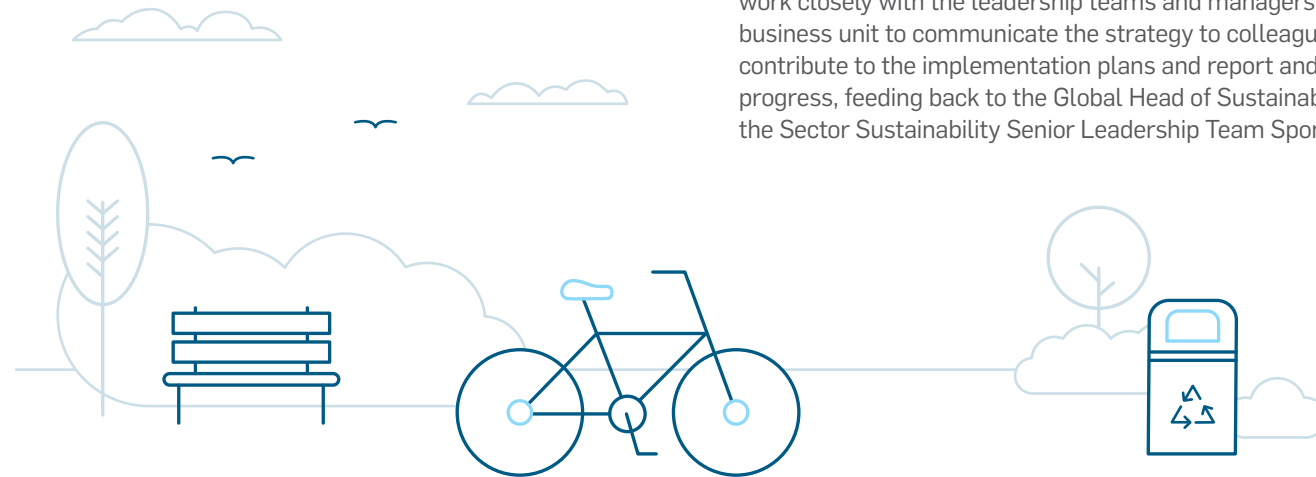 work closely with the leadership teams and managers
business unit to communicate the strategy to colleagu
contribute to the implementation plans and report and
progress, feeding back to the Global Head of Sustainab
the Sector Sustainability Senior Leadership Team Spor